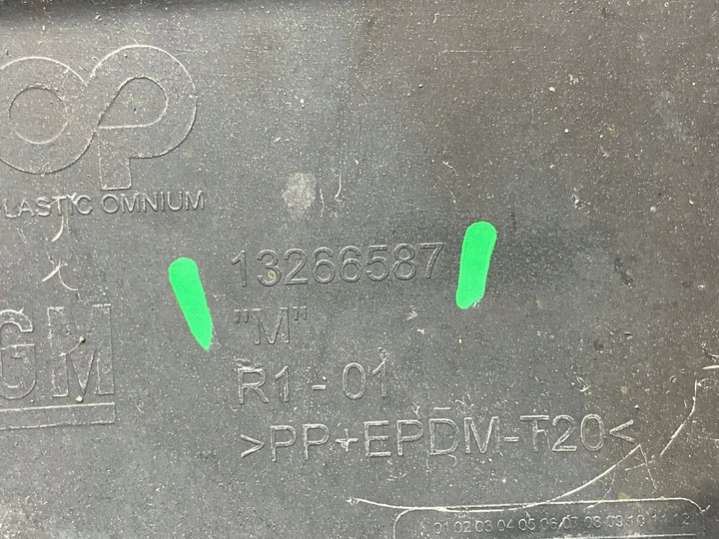 PLASTIC OMNIUM
13266587
"M"
GM
R1-01
>PP+EPDM-T20<
01 02 03 04 05 06 07 08 09 10 11 12